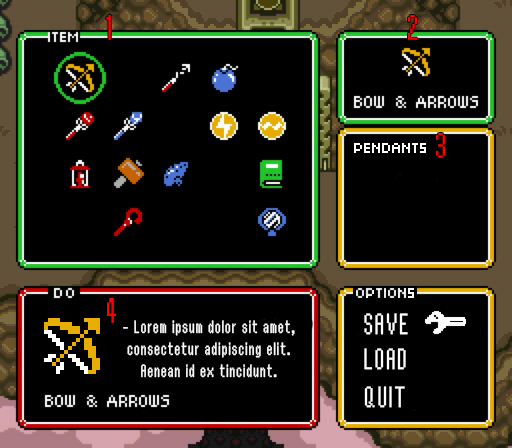 ITEM
1
2
BOW & ARROWS
PENDANTS 3
DO
4
- Lorem ipsum dolor sit amet,
consectetur adipiscing elit.
Aenean id ex tincidunt.
BOW & ARROWS
OPTIONS
SAVE
LOAD
QUIT